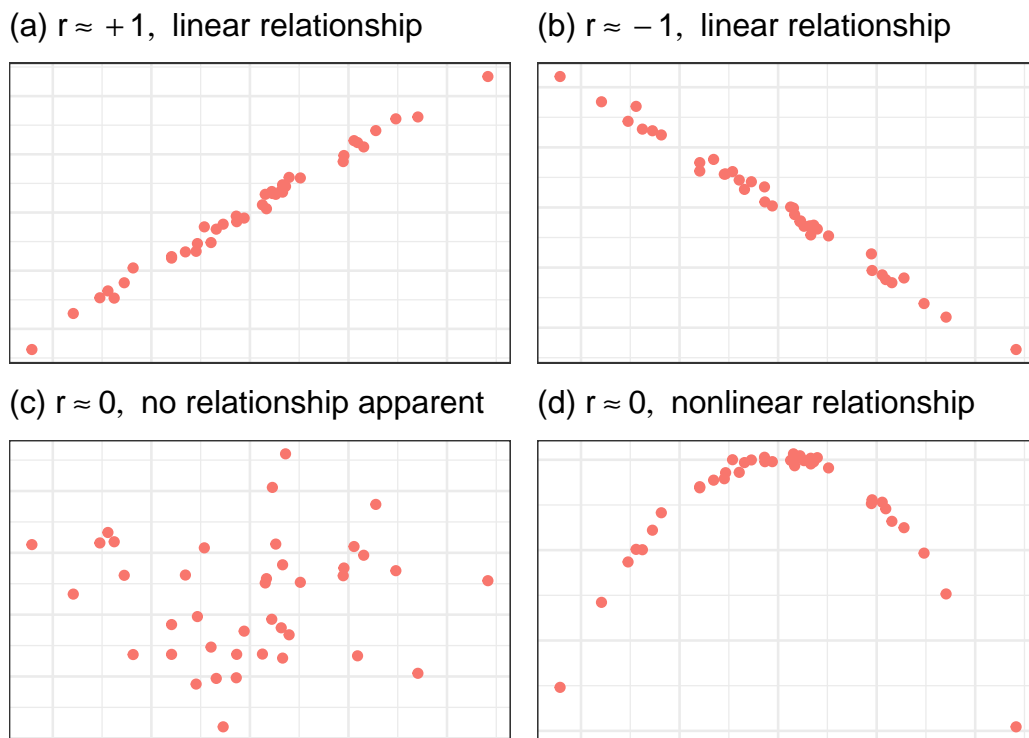 (a) r ≈ +1, linear relationship
(b) r ≈ −1, linear relationship
(c) r ≈ 0, no relationship apparent
(d) r ≈ 0, nonlinear relationship